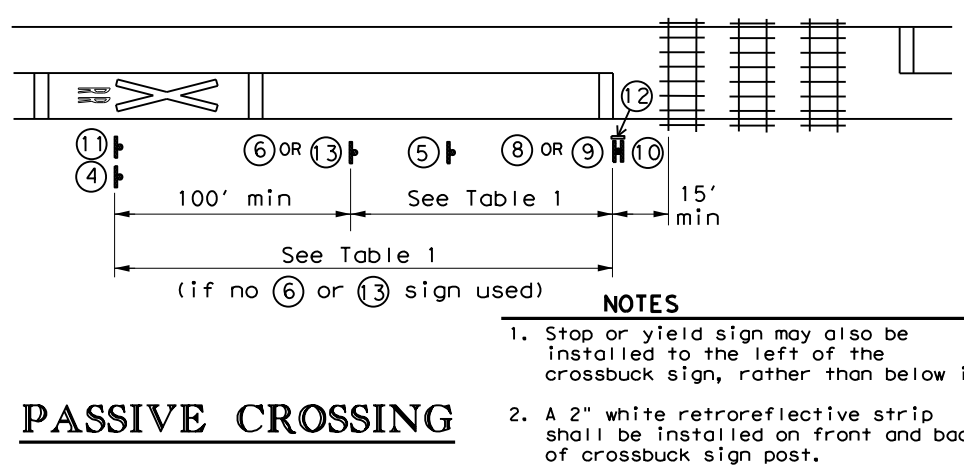 RR
12
11
6 OR 13
5
8 OR 9
10
4
100' min
See Table 1
15'
min
See Table 1
(if no 6 or 13 sign used)
NOTES
1. Stop or yield sign may also be
installed to the left of the
crossbuck sign, rather than below
PASSIVE CROSSING
2. A 2" white retroreflective strip
shall be installed on front and
of crossbuck sign post.